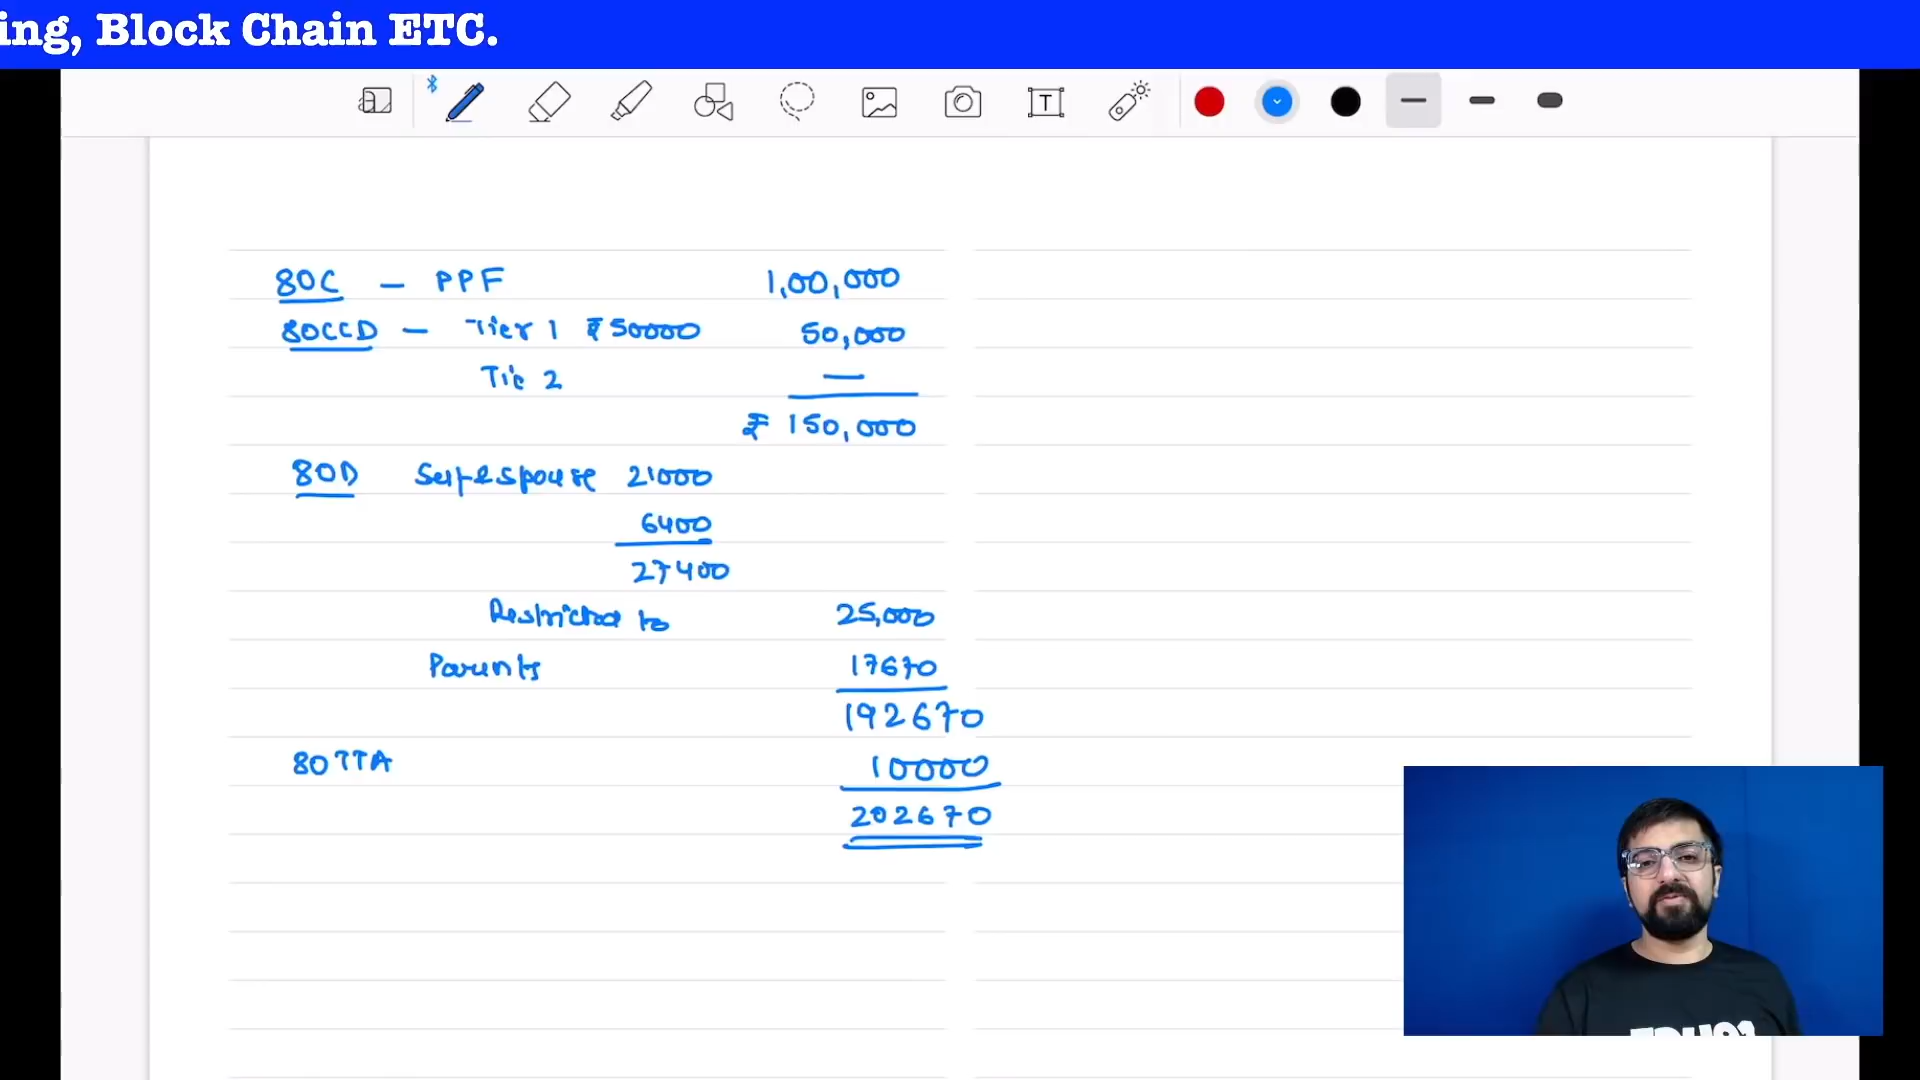 ing, Block Chain ETC.
80C — PPF 1,00,000
80CCD — Tier 1 ₹50000 50,000
Tie 2 —
₹ 150,000
80D Self & Spouse 21000
6400
27400
Restricted to 25,000
Parents 17670
192670
80TTA 10000
202670